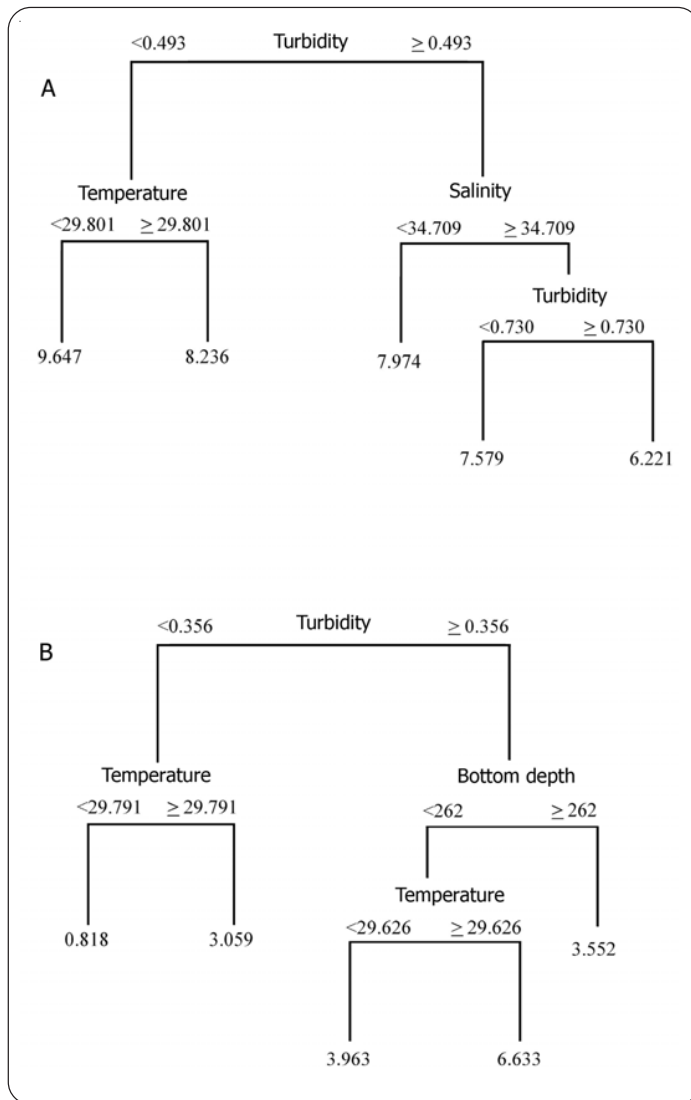 <0.493 Turbidity ≥ 0.493
A
Temperature Salinity
<29.801 ≥ 29.801 <34.709 ≥ 34.709
Turbidity
<0.730 ≥ 0.730
9.647 8.236 7.974
7.579 6.221
<0.356 Turbidity ≥ 0.356
B
Temperature Bottom depth
<29.791 ≥ 29.791 <262 ≥ 262
Temperature
<29.626 ≥ 29.626
0.818 3.059 3.552
3.963 6.633